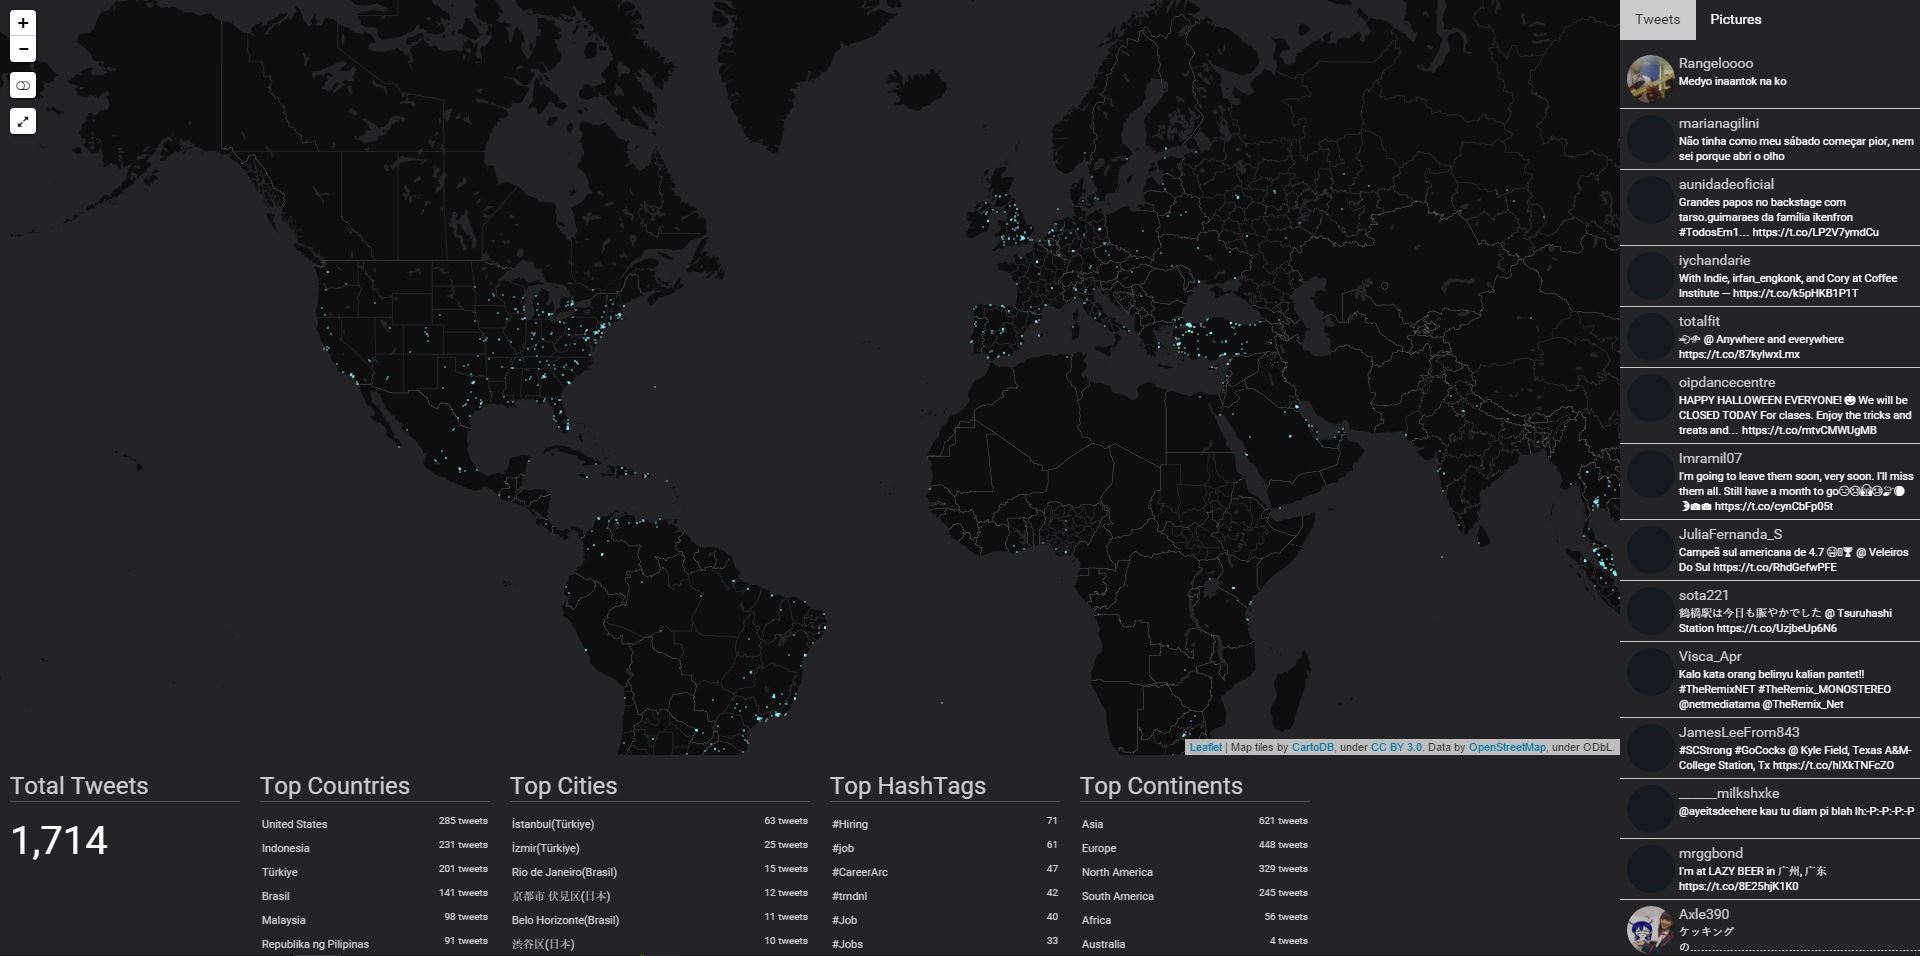 +
−
Tweets
Pictures
Rangeloooo
Medyo inaantok na ko
marianagilini
Não tinha como meu sábado começar pior, nem
sei porque abri o olho
aunidadeoficial
Grandes papos no backstage com
tarso.guimaraes da família ikenfron
#TodosEm1… https://t.co/LP2V7ymdCu
iychandarie
With Indie, irfan_engkonk, and Cory at Coffee
Institute — https://t.co/k5pHKB1P1T
totalfit
@ Anywhere and everywhere
https://t.co/87kylwxLmx
oipdancecentre
HAPPY HALLOWEEN EVERYONE! 🎃 We will be
CLOSED TODAY For clases. Enjoy the tricks and
treats and… https://t.co/mtvCMWUgMB
Imramil07
I'm going to leave them soon, very soon. I'll miss
them all. Still have a month to go
https://t.co/cynCbFp05t
JuliaFernanda_S
Campeã sul americana de 4.7 🏆 @ Veleiros
Do Sul https://t.co/RhdGefwPFE
sota221
鶴橋駅は今日も賑やかでした @ Tsuruhashi
Station https://t.co/UzjbeUp6N6
Visca_Apr
Kalo kata orang belinyu kalian pantet!!
#TheRemixNET #TheRemix_MONOSTEREO
@netmediatama @TheRemix_Net
JamesLeeFrom843
#SCStrong #GoCocks @ Kyle Field, Texas A&M-
College Station, Tx https://t.co/hlXkTNFcZO
______milkshxke
@ayeitsdeehere kau tu diam pi blah lh:-P:-P:-P:-P
mrggbond
I'm at LAZY BEER in 广州, 广东
https://t.co/8E25hjK1K0
Axle390
ケッキング
の
Leaflet | Map tiles by CartoDB, under CC BY 3.0. Data by OpenStreetMap, under ODbL.
Total Tweets
1,714
Top Countries
United States 285 tweets
Indonesia 231 tweets
Türkiye 201 tweets
Brasil 141 tweets
Malaysia 98 tweets
Republika ng Pilipinas 91 tweets
Top Cities
İstanbul(Türkiye) 63 tweets
İzmir(Türkiye) 25 tweets
Rio de Janeiro(Brasil) 15 tweets
京都市 伏見区(日本) 12 tweets
Belo Horizonte(Brasil) 11 tweets
渋谷区(日本) 10 tweets
Top HashTags
#Hiring 71
#job 61
#CareerArc 47
#tmdnl 42
#Job 40
#Jobs 33
Top Continents
Asia 621 tweets
Europe 448 tweets
North America 329 tweets
South America 245 tweets
Africa 56 tweets
Australia 4 tweets